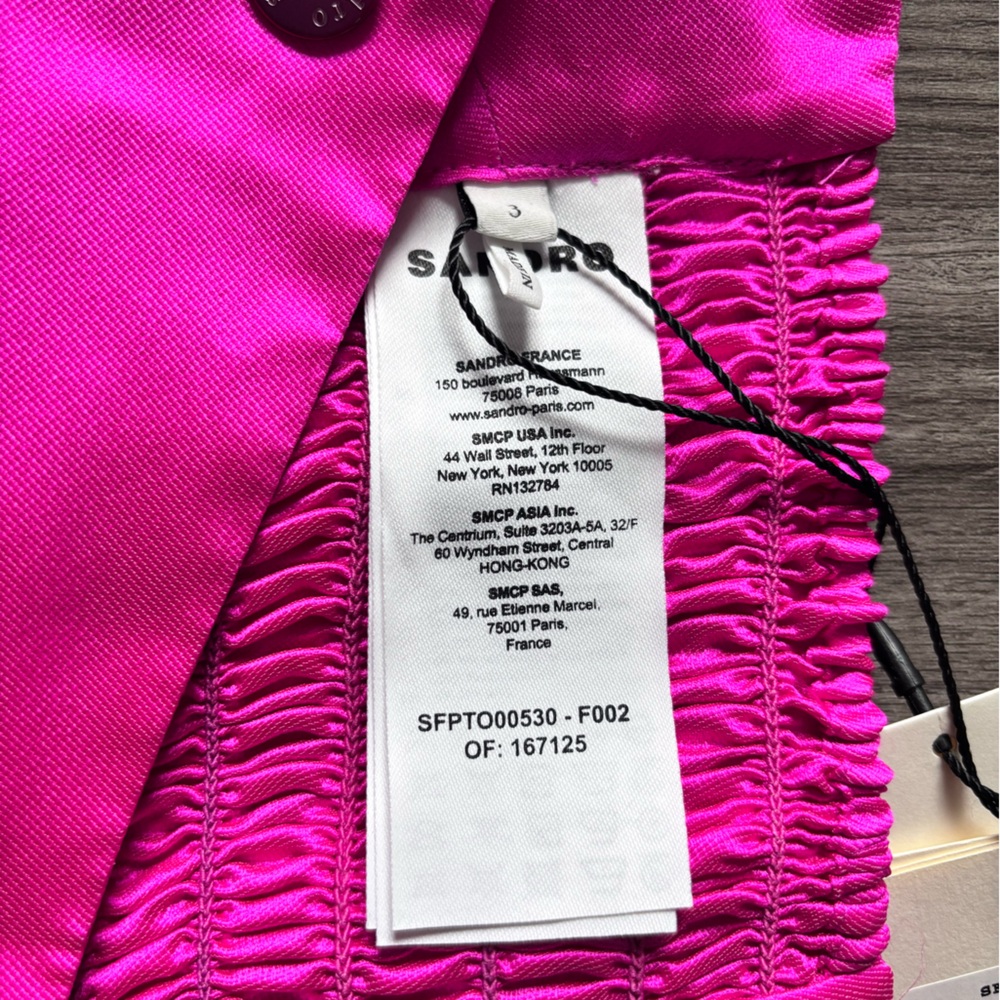 3
SANDRO
SANDRO FRANCE
150 boulevard Haussmann
75008 Paris
www.sandro-paris.com
SMCP USA Inc.
44 Wall Street, 12th Floor
New York, New York 10005
RN132784
SMCP ASIA Inc.
The Centrium, Suite 3203A-5A, 32/F
60 Wyndham Street, Central
HONG-KONG
SMCP SAS,
49, rue Etienne Marcel,
75001 Paris,
France
SFPTO00530 - F002
OF: 167125